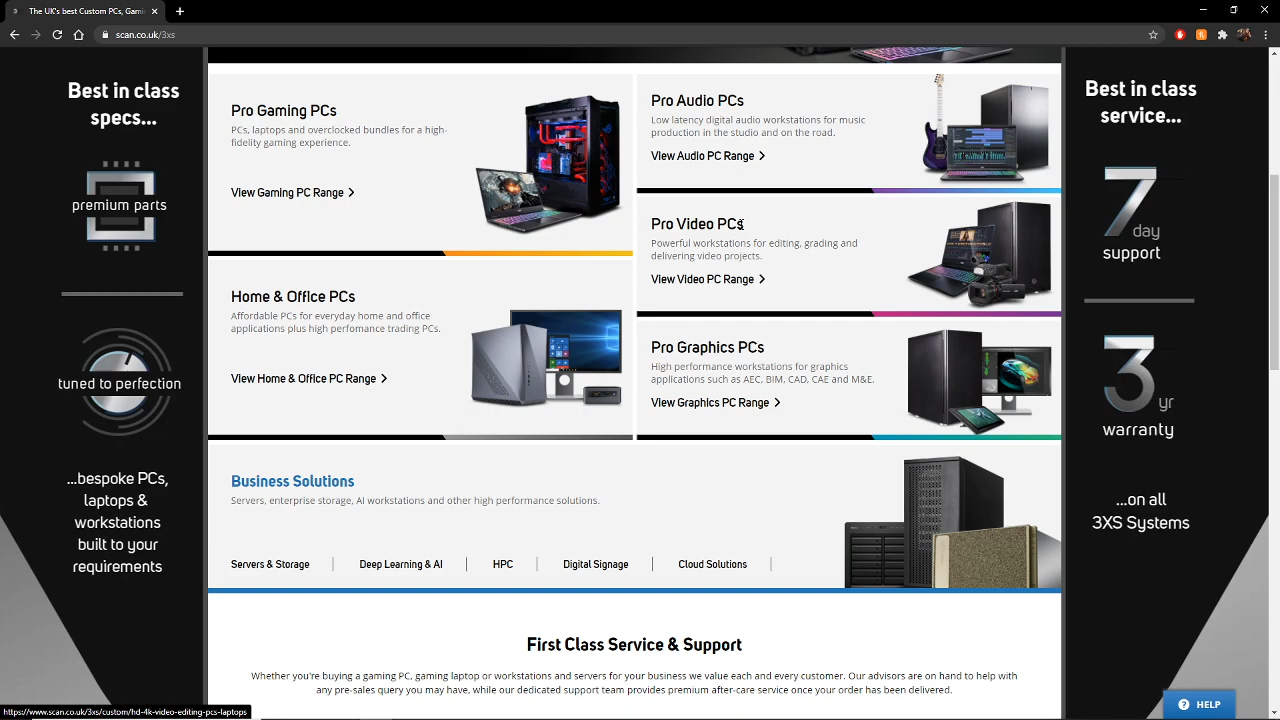 The UK's best Custom PCs, Gamin
scan.co.uk/3xs
Best in class
specs...
premium parts
tuned to perfection
...bespoke PCs,
laptops &
workstations
built to your
requirements
Pro Gaming PCs
PCs, laptops and overclocked bundles for a high-
fidelity gaming experience.
View Gaming PC Range
Home & Office PCs
Affordable PCs for everyday home and office
applications plus high perfomance trading PCs.
View Home & Office PC Range
Pro Audio PCs
Low latency digital audio workstations for music
production in the studio and on the road.
View Audio PC Range
Pro Video PCs
Powerful workstations for editing, grading and
delivering video projects.
View Video PC Range
Pro Graphics PCs
High performance workstations for graphics
applications such as AEC, BIM, CAD, CAE and M&E.
View Graphics PC Range
Business Solutions
Servers, enterprise storage, AI workstations and other high performance solutions.
Servers & Storage
Deep Learning & AI
HPC
Digital Signage
Cloud Solutions
First Class Service & Support
Whether you're buying a gaming PC, gaming laptop or workstations and servers for your business we value each and every customer. Our advisors are on hand to help with
any pre-sales query you may have, while our dedicated support team provides premium after-care service once your order has been delivered.
Best in class
service...
7
day
support
3
yr
warranty
...on all
3XS Systems
HELP
https://www.scan.co.uk/3xs/custom/hd-4k-video-editing-pcs-laptops